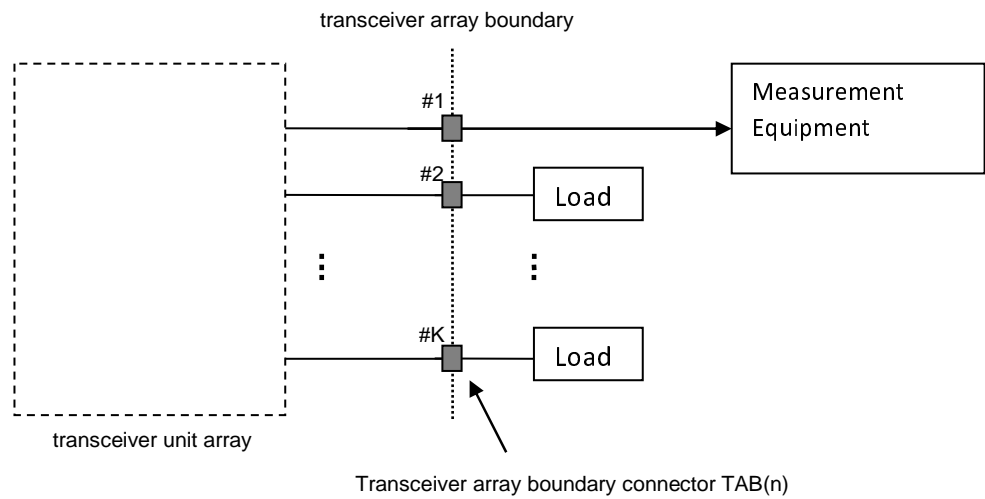 transceiver array boundary
#1
Measurement
Equipment
#2
Load
#K
Load
transceiver unit array
Transceiver array boundary connector TAB(n)